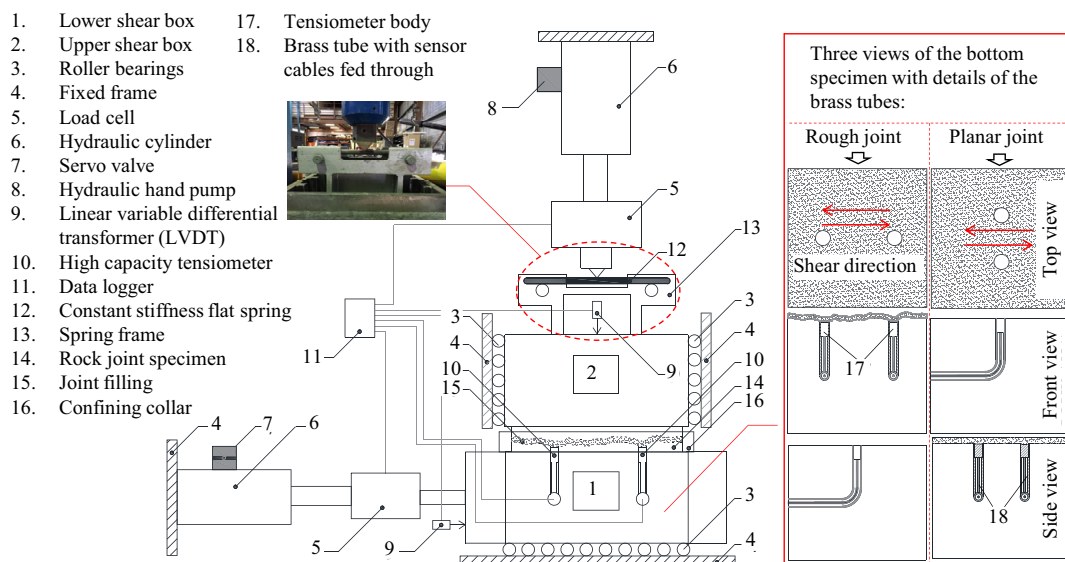 1. Lower shear box
2. Upper shear box
3. Roller bearings
4. Fixed frame
5. Load cell
6. Hydraulic cylinder
7. Servo valve
8. Hydraulic hand pump
9. Linear variable differential
transformer (LVDT)
10. High capacity tensiometer
11. Data logger
12. Constant stiffness flat spring
13. Spring frame
14. Rock joint specimen
15. Joint filling
16. Confining collar
17. Tensiometer body
18. Brass tube with sensor
cables fed through
6
8
5
12
13
3
4
10
15
11
2
9
3
4
10
14
16
4
7
6
5
9
1
3
4
Three views of the bottom
specimen with details of the
brass tubes:
Rough joint
Planar joint
Shear direction
Top view
17
Front view
18
Side view